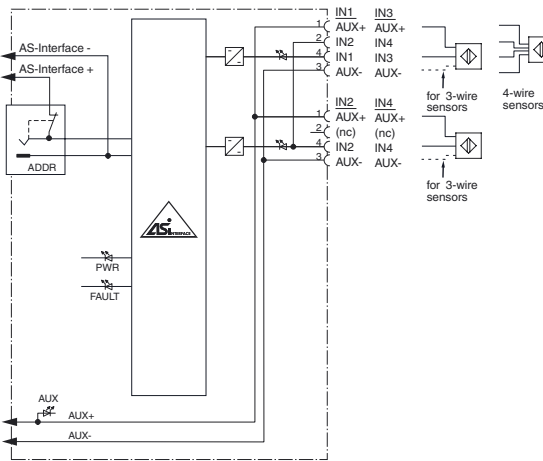 IN1 IN3
1 AUX+ AUX+
2 IN2 IN4
4 IN1 IN3
3 AUX- AUX-
AS-Interface -
AS-Interface +
for 3-wire
sensors
4-wire
sensors
IN2 IN4
1 AUX+ AUX+
2 (nc) (nc)
4 IN2 IN4
3 AUX- AUX-
ADDR
for 3-wire
sensors
ASi
INTERFACE
PWR
FAULT
AUX
AUX+
AUX-